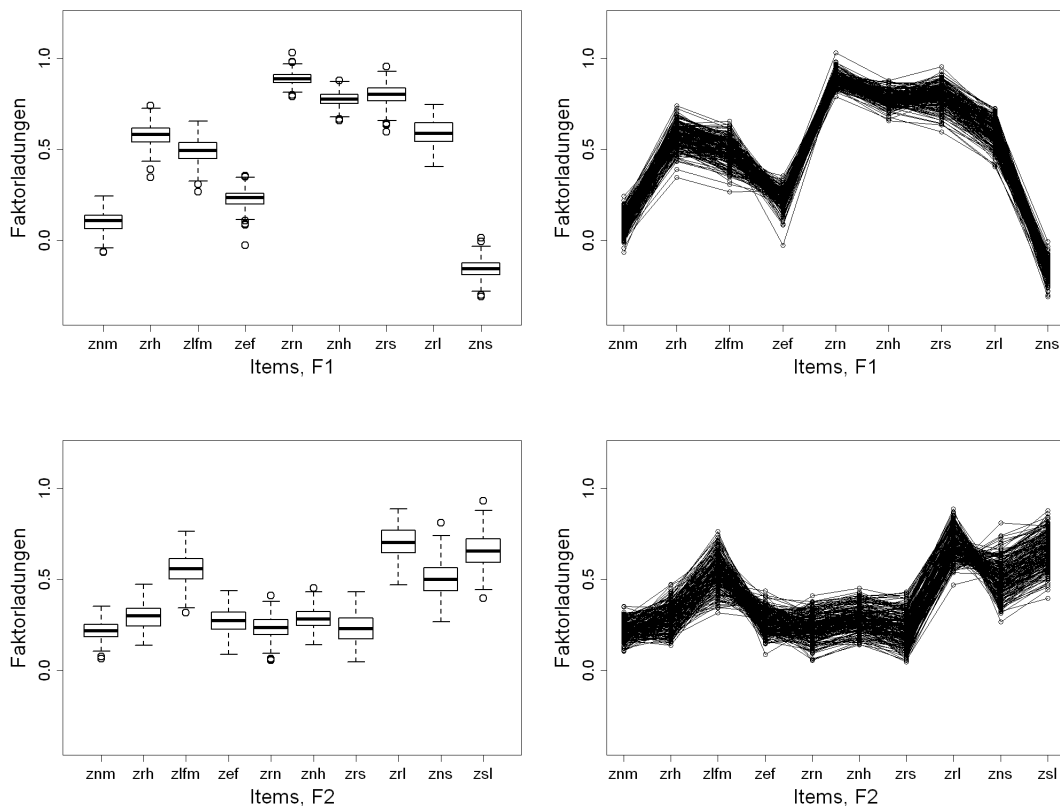 Faktorladungen
1.0
0.5
0.0
znm zrh zlfm zef zrn znh zrs zrl zns
Items, F1
Faktorladungen
1.0
0.5
0.0
znm zrh zlfm zef zrn znh zrs zrl zns
Items, F1
Faktorladungen
1.0
0.5
0.0
znm zrh zlfm zef zrn znh zrs zrl zns zsl
Items, F2
Faktorladungen
1.0
0.5
0.0
znm zrh zlfm zef zrn znh zrs zrl zns zsl
Items, F2